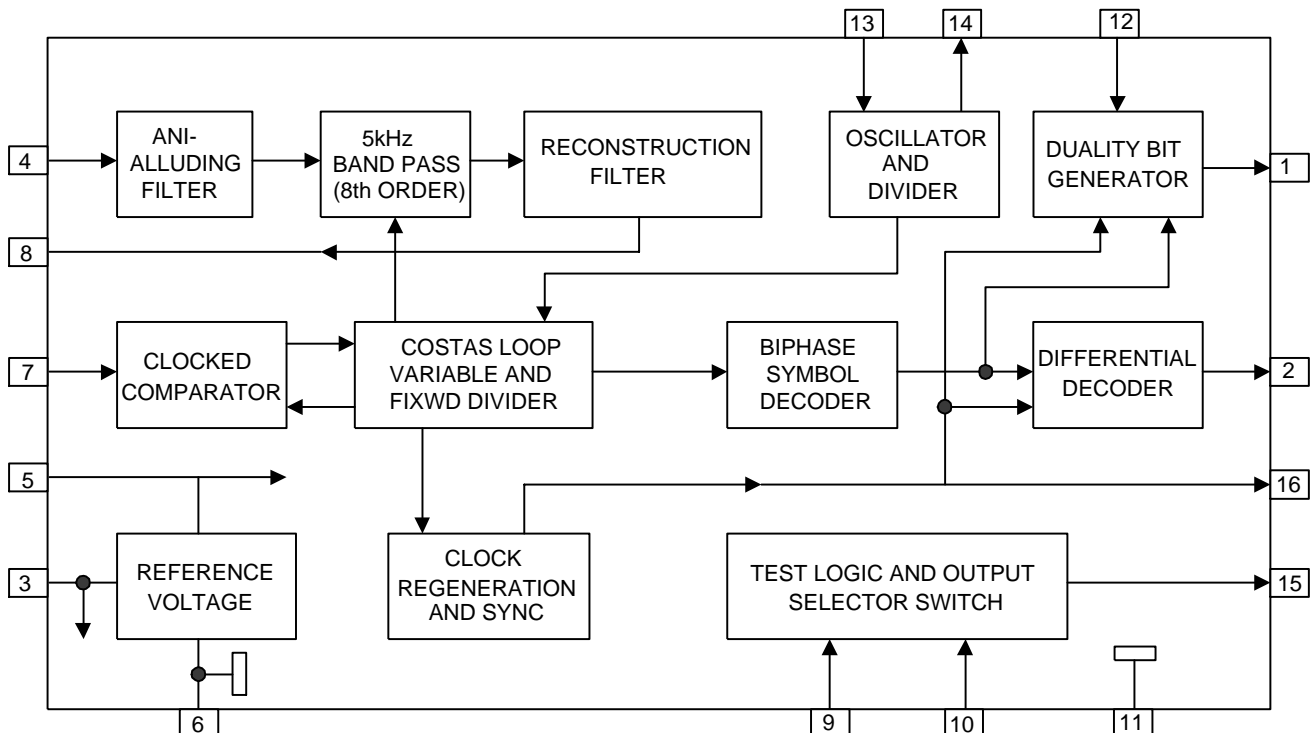 13
14
12
4
ANI-
ALLUDING
FILTER
5kHz
BAND PASS
(8th ORDER)
RECONSTRUCTION
FILTER
OSCILLATOR
AND
DIVIDER
DUALITY BIT
GENERATOR
1
8
7
CLOCKED
COMPARATOR
COSTAS LOOP
VARIABLE AND
FIXWD DIVIDER
BIPHASE
SYMBOL
DECODER
DIFFERENTIAL
DECODER
2
5
16
3
REFERENCE
VOLTAGE
CLOCK
REGENERATION
AND SYNC
TEST LOGIC AND OUTPUT
SELECTOR SWITCH
15
6
9
10
11